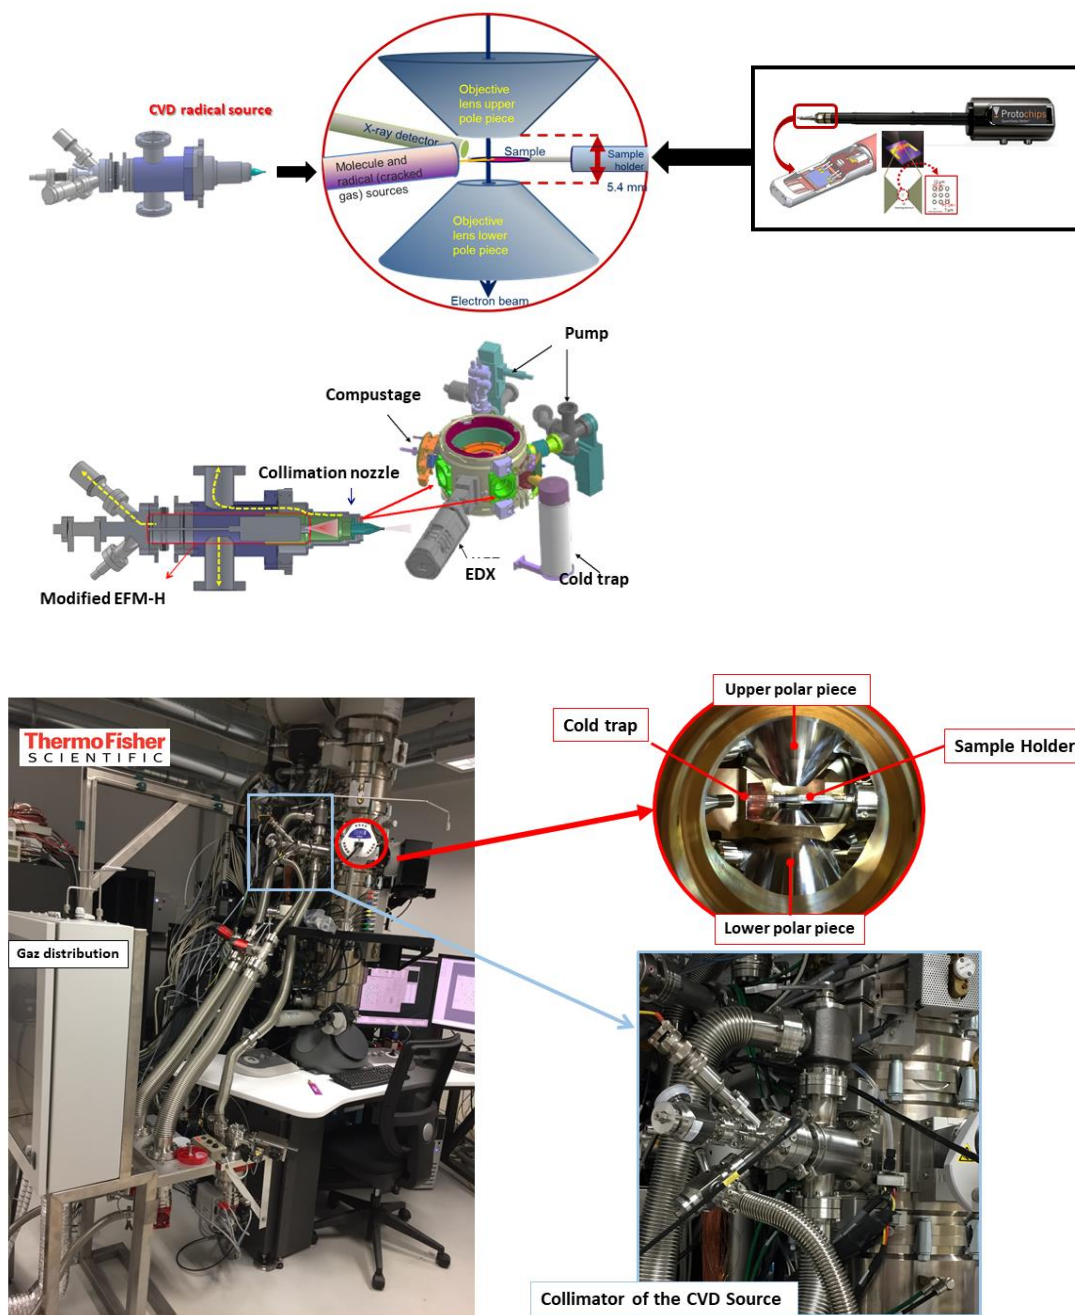 CVD radical source
Objective
lens upper
pole piece
X-ray detector
Sample
Sample
holder
Molecule and
radical (cracked
gas) sources
5.4 mm
Objective
lens lower
pole piece
Electron beam
Protochips
Pump
Compustage
Collimation nozzle
EDX
Cold trap
Modified EFM-H
Upper polar piece
Cold trap
Sample Holder
ThermoFisher
SCIENTIFIC
Gaz distribution
Lower polar piece
Collimator of the CVD Source